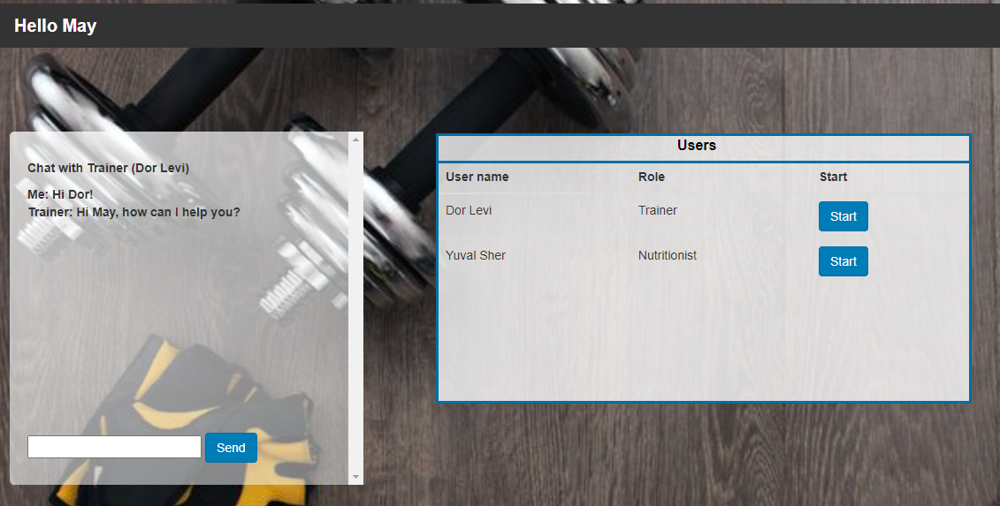 Hello May
Chat with Trainer (Dor Levi)
Me: Hi Dor!
Trainer: Hi May, how can I help you?
Send
Users
User name Role Start
Dor Levi Trainer Start
Yuval Sher Nutritionist Start